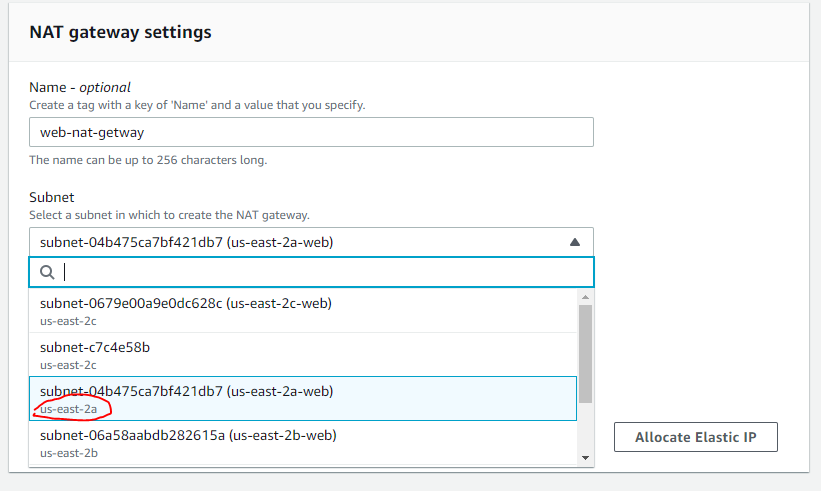 NAT gateway settings
Name - optional
Create a tag with a key of 'Name' and a value that you specify.
web-nat-getway
The name can be up to 256 characters long.
Subnet
Select a subnet in which to create the NAT gateway.
subnet-04b475ca7bf421db7 (us-east-2a-web)
subnet-0679e00a9e0dc628c (us-east-2c-web)
us-east-2c
subnet-c7c4e58b
us-east-2c
subnet-04b475ca7bf421db7 (us-east-2a-web)
us-east-2a
subnet-06a58aabdb282615a (us-east-2b-web)
us-east-2b
Allocate Elastic IP